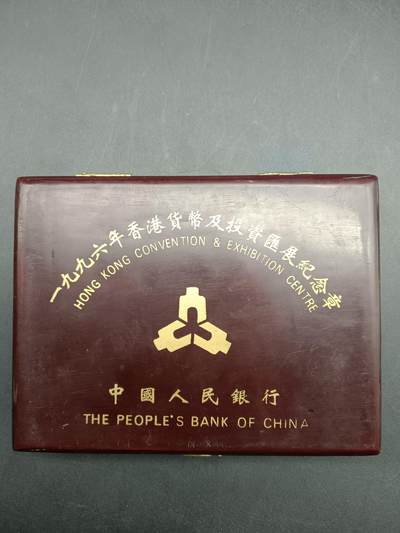 一九九六年香港貨幣及投資匯展紀念章
HONG KONG CONVENTION & EXHIBITION CENTRE
中國人民銀行
THE PEOPLE'S BANK OF CHINA